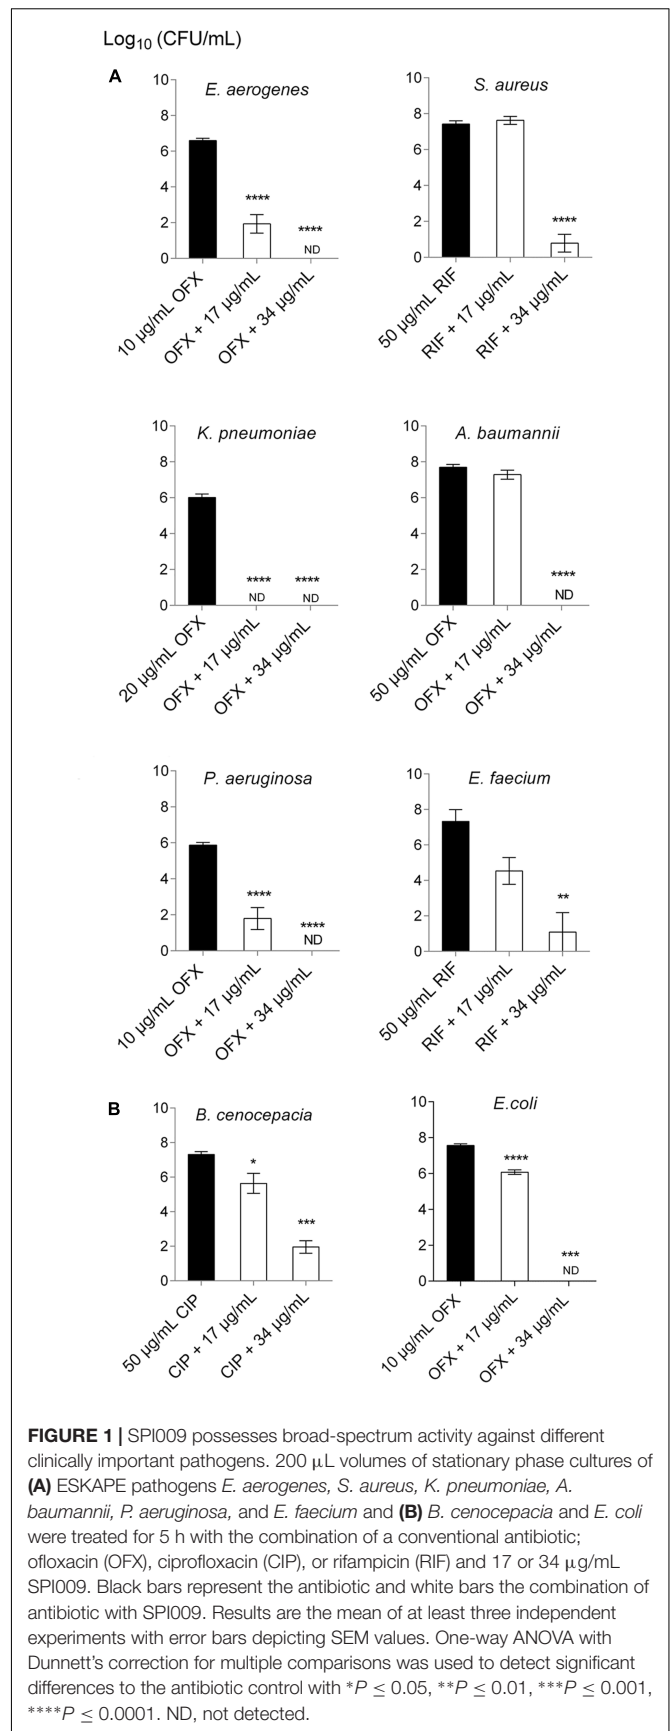 Log10 (CFU/mL)
A
E. aerogenes
10
8
6
4
2
0
****
****
ND
10 µg/mL OFX
OFX + 17 µg/mL
OFX + 34 µg/mL
S. aureus
10
8
6
4
2
0
****
50 µg/mL RIF
RIF + 17 µg/mL
RIF + 34 µg/mL
K. pneumoniae
10
8
6
4
2
0
****
ND
****
ND
20 µg/mL OFX
OFX + 17 µg/mL
OFX + 34 µg/mL
A. baumannii
10
8
6
4
2
0
****
ND
50 µg/mL OFX
OFX + 17 µg/mL
OFX + 34 µg/mL
P. aeruginosa
10
8
6
4
2
0
****
****
ND
10 µg/mL OFX
OFX + 17 µg/mL
OFX + 34 µg/mL
E. faecium
10
8
6
4
2
0
**
50 µg/mL RIF
RIF + 17 µg/mL
RIF + 34 µg/mL
B
B. cenocepacia
10
8
6
4
2
0
*
***
50 µg/mL CIP
CIP + 17 µg/mL
CIP + 34 µg/mL
E.coli
10
8
6
4
2
0
****
***
ND
10 µg/mL OFX
OFX + 17 µg/mL
OFX + 34 µg/mL
FIGURE 1 | SPI009 possesses broad-spectrum activity against different
clinically important pathogens. 200 µL volumes of stationary phase cultures of
(A) ESKAPE pathogens E. aerogenes, S. aureus, K. pneumoniae, A.
baumannii, P. aeruginosa, and E. faecium and (B) B. cenocepacia and E. coli
were treated for 5 h with the combination of a conventional antibiotic;
ofloxacin (OFX), ciprofloxacin (CIP), or rifampicin (RIF) and 17 or 34 µg/mL
SPI009. Black bars represent the antibiotic and white bars the combination of
antibiotic with SPI009. Results are the mean of at least three independent
experiments with error bars depicting SEM values. One-way ANOVA with
Dunnett's correction for multiple comparisons was used to detect significant
differences to the antibiotic control with *P ≤ 0.05, **P ≤ 0.01, ***P ≤ 0.001,
****P ≤ 0.0001. ND, not detected.